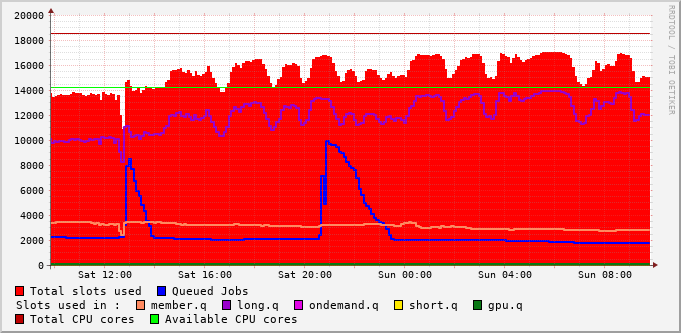 20000
18000
16000
14000
12000
10000
8000
6000
4000
2000
0
Sat 12:00 Sat 16:00 Sat 20:00 Sun 00:00 Sun 04:00 Sun 08:00
Total slots used Queued Jobs
Slots used in : member.q long.q ondemand.q short.q gpu.q
Total CPU cores Available CPU cores
RRDTOOL / TOBI OETIKER